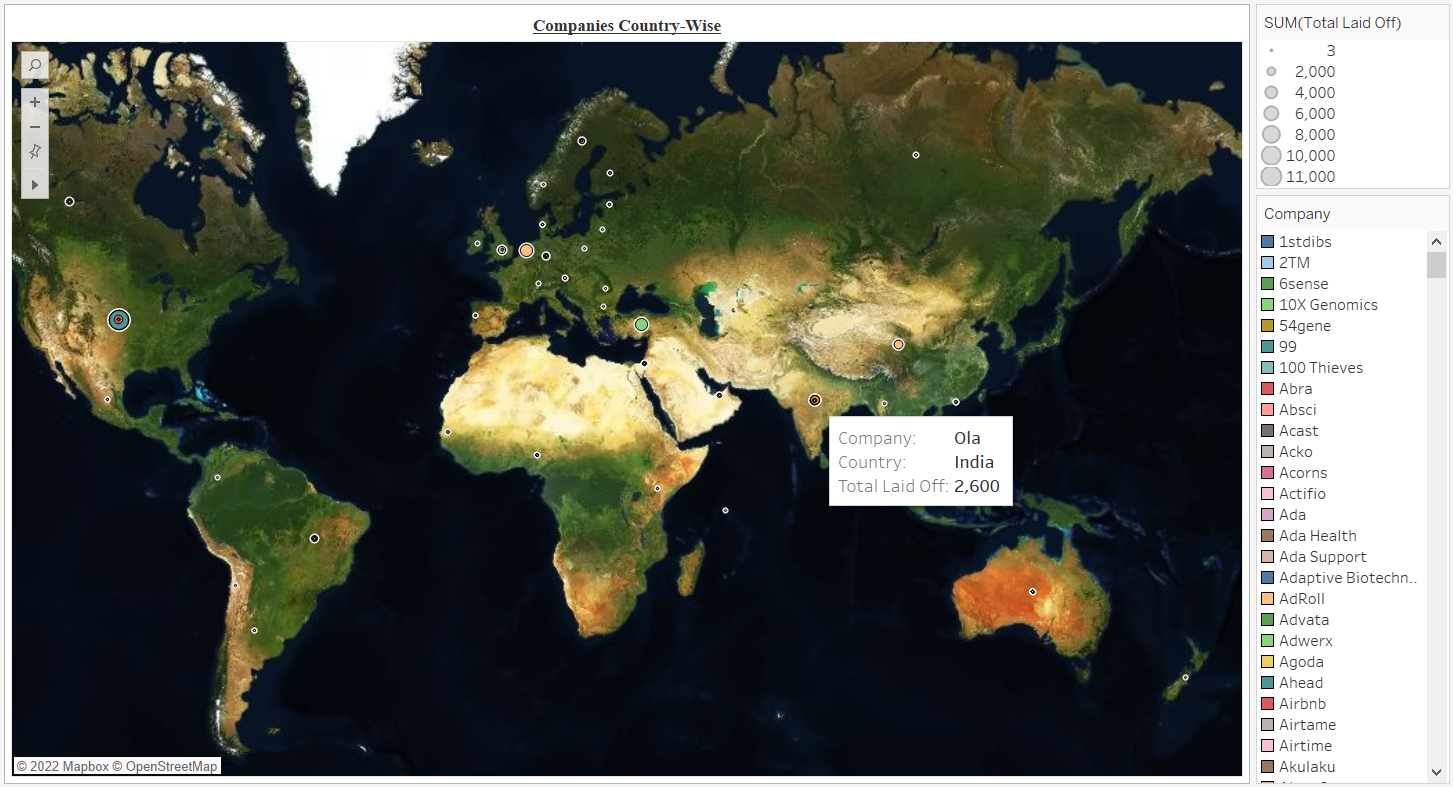 Companies Country-Wise
Company: Ola
Country: India
Total Laid Off: 2,600
© 2022 Mapbox © OpenStreetMap
SUM(Total Laid Off)
3
2,000
4,000
6,000
8,000
10,000
11,000
Company
1stdibs
2TM
6sense
10X Genomics
54gene
99
100 Thieves
Abra
Absci
Acast
Acko
Acorns
Actifio
Ada
Ada Health
Ada Support
Adaptive Biotechn..
AdRoll
Advata
Adwerx
Agoda
Ahead
Airbnb
Airtame
Airtime
Akulaku